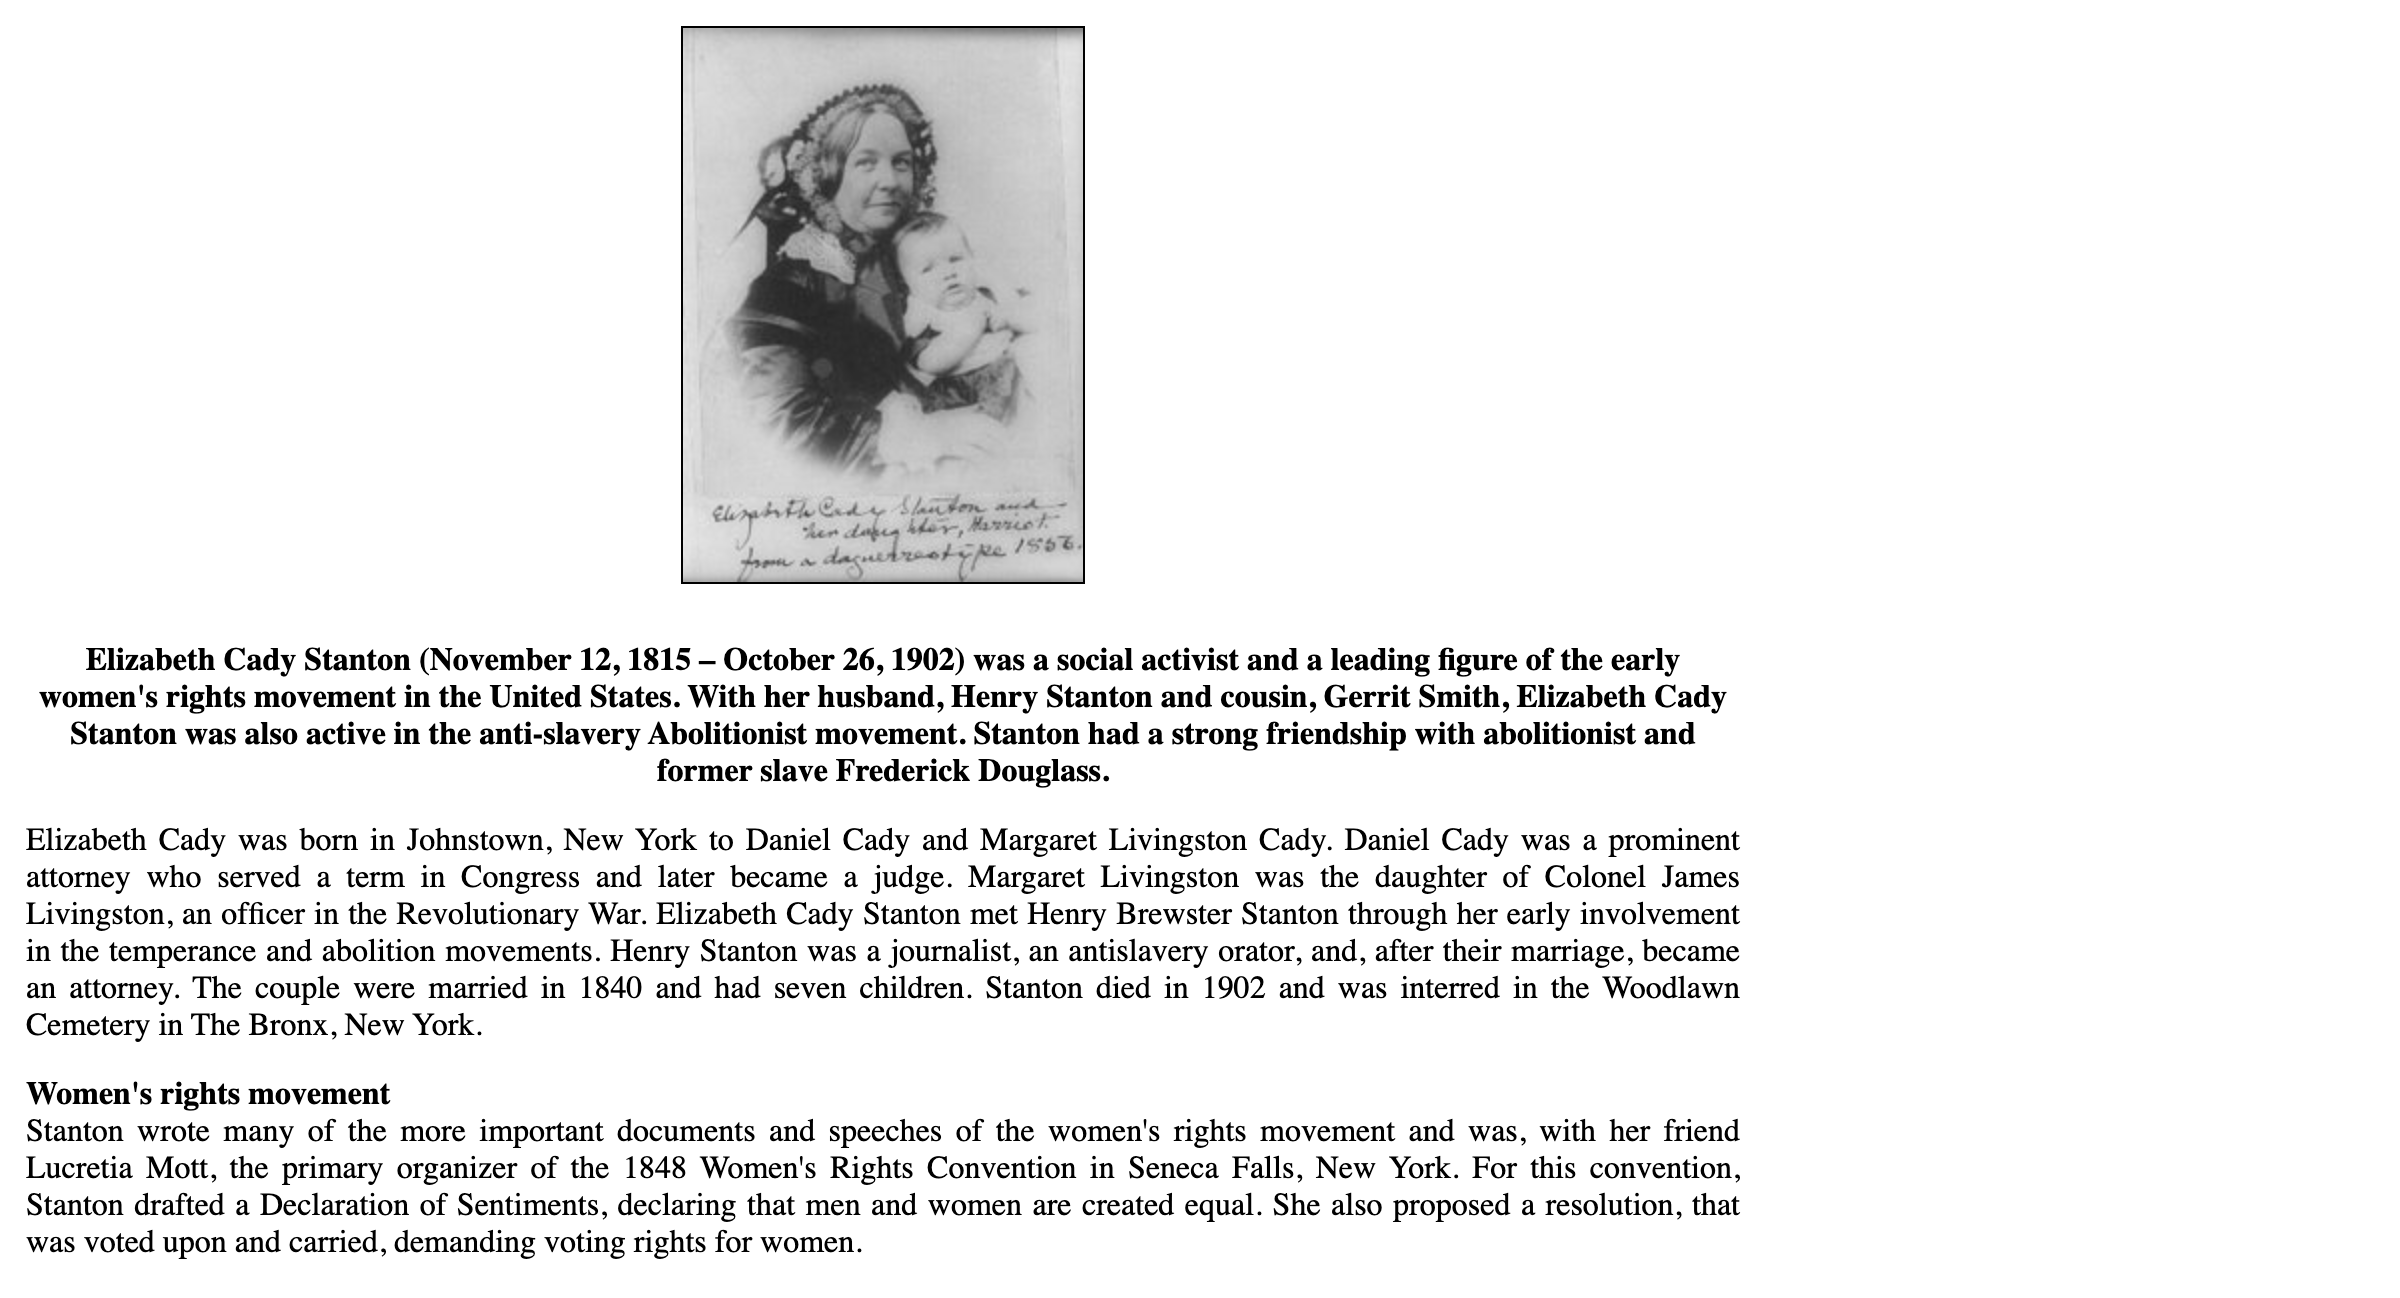 Elizabeth Cady Stanton and
her daughter, Harriot.
from a daguerreotype 1856.
Elizabeth Cady Stanton (November 12, 1815 – October 26, 1902) was a social activist and a leading figure of the early
women's rights movement in the United States. With her husband, Henry Stanton and cousin, Gerrit Smith, Elizabeth Cady
Stanton was also active in the anti-slavery Abolitionist movement. Stanton had a strong friendship with abolitionist and
former slave Frederick Douglass.
Elizabeth Cady was born in Johnstown, New York to Daniel Cady and Margaret Livingston Cady. Daniel Cady was a prominent
attorney who served a term in Congress and later became a judge. Margaret Livingston was the daughter of Colonel James
Livingston, an officer in the Revolutionary War. Elizabeth Cady Stanton met Henry Brewster Stanton through her early involvement
in the temperance and abolition movements. Henry Stanton was a journalist, an antislavery orator, and, after their marriage, became
an attorney. The couple were married in 1840 and had seven children. Stanton died in 1902 and was interred in the Woodlawn
Cemetery in The Bronx, New York.
Women's rights movement
Stanton wrote many of the more important documents and speeches of the women's rights movement and was, with her friend
Lucretia Mott, the primary organizer of the 1848 Women's Rights Convention in Seneca Falls, New York. For this convention,
Stanton drafted a Declaration of Sentiments, declaring that men and women are created equal. She also proposed a resolution, that
was voted upon and carried, demanding voting rights for women.